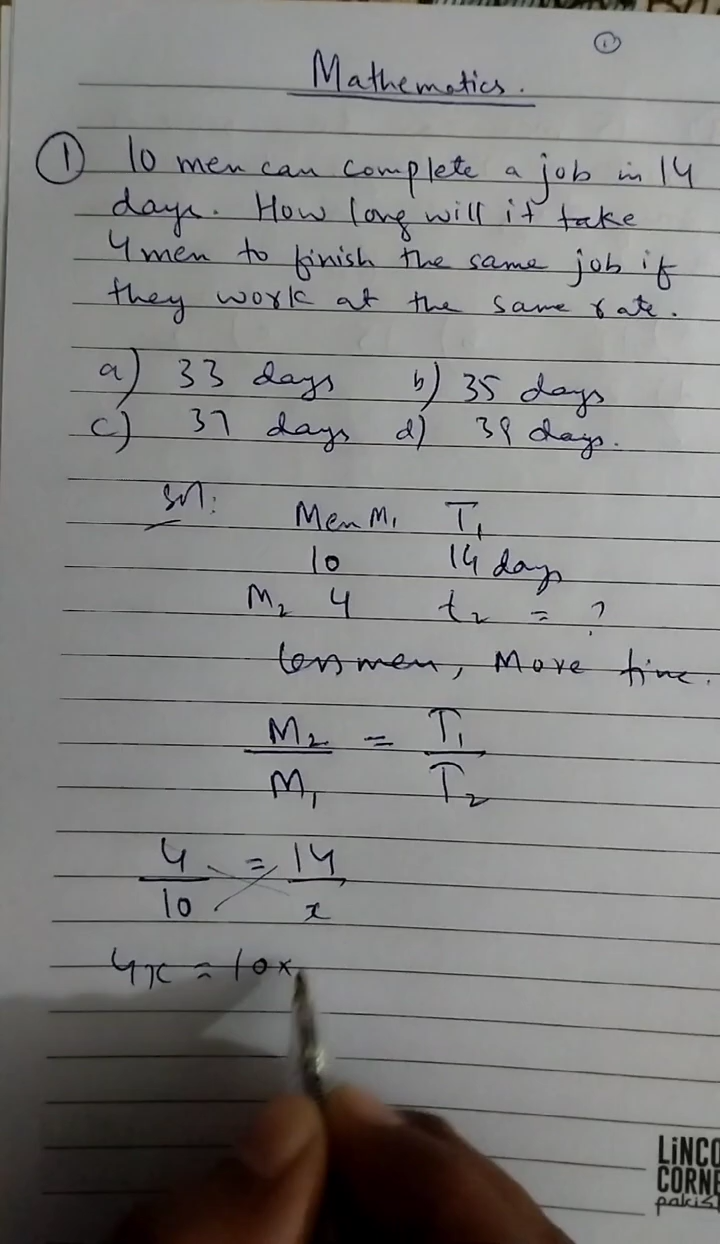 1
Mathematics.
1 10 men can complete a job in 14
days. How long will it take
4 men to finish the same job if
they work at the same rate.
a) 33 days b) 35 days
c) 37 days d) 39 days.
Sol:
Men M₁ T₁
10 14 days
M₂ 4 t₂ = ?
less men, More time.
M₂/M₁ = T₁/T₂
4/10 = 14/x
4x = 10×
LINCO
CORNE
pakis